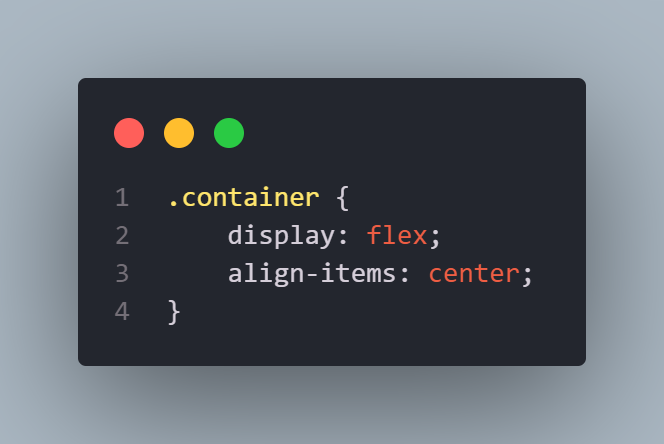 1 .container {
2     display: flex;
3     align-items: center;
4 }